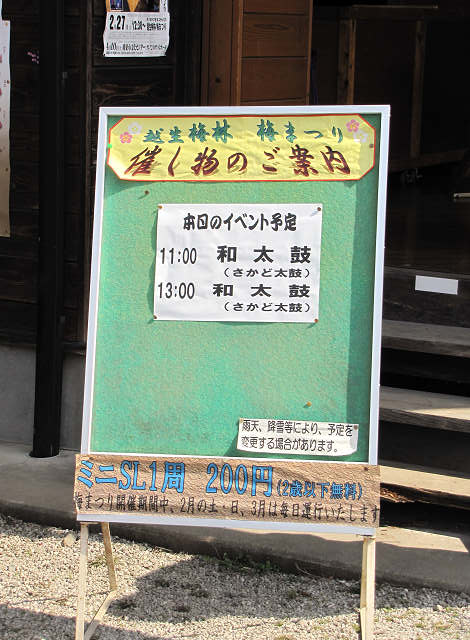 2.27
越生梅林 梅まつり
催し物のご案内
本日のイベント予定
11:00 和太鼓
(さかど太鼓)
13:00 和太鼓
(さかど太鼓)
雨天、降雪等により、予定を
変更する場合があります。
ミニSL1周 200円(2歳以下無料)
梅まつり開催期間中、2月の土・日、3月は毎日運行いたします